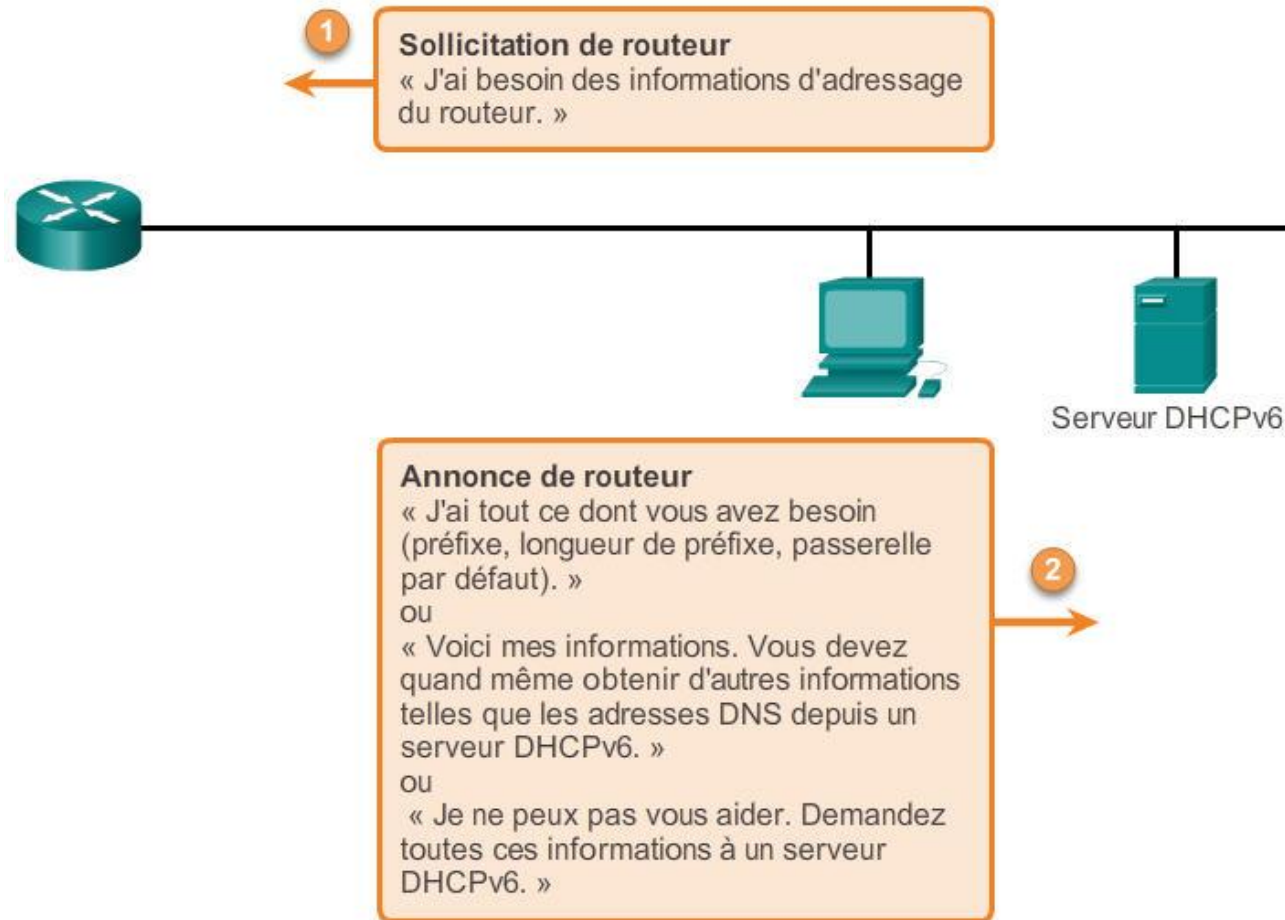 1
Sollicitation de routeur
« J'ai besoin des informations d'adressage
du routeur. »
Serveur DHCPv6
Annonce de routeur
« J'ai tout ce dont vous avez besoin
(préfixe, longueur de préfixe, passerelle
par défaut). »
ou
« Voici mes informations. Vous devez
quand même obtenir d'autres informations
telles que les adresses DNS depuis un
serveur DHCPv6. »
ou
« Je ne peux pas vous aider. Demandez
toutes ces informations à un serveur
DHCPv6. »
2